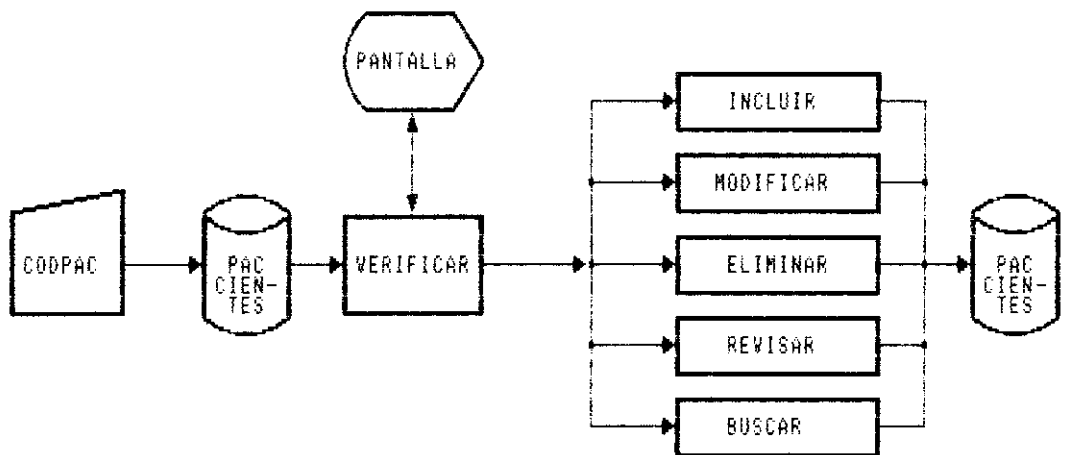 PANTALLA
INCLUIR
MODIFICAR
CODPAC
PAC
CIEN-
TES
VERIFICAR
ELIMINAR
PAC
CIEN-
TES
REVISAR
BUSCAR